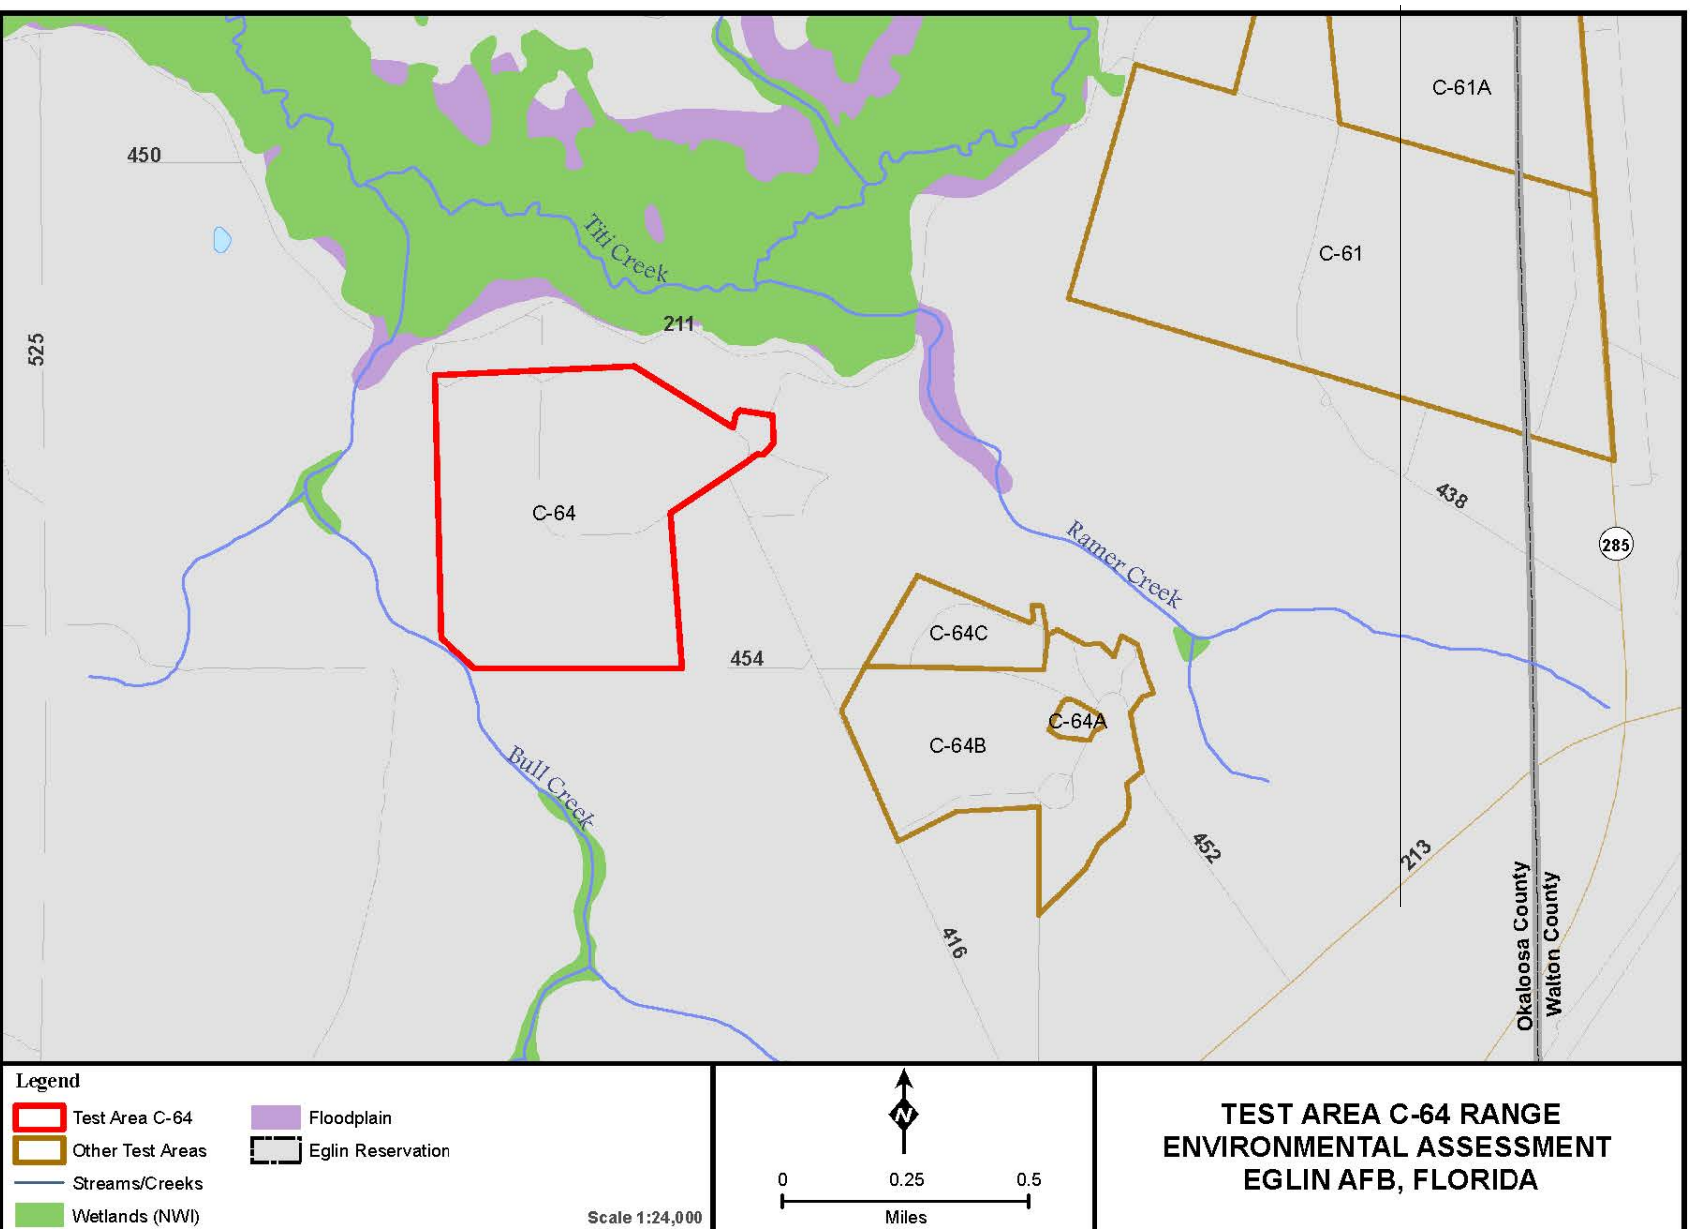 C-61A
450
C-61
Titi Creek
211
525
C-64
438
285
Ramer Creek
C-64C
454
C-64A
C-64B
Bull Creek
452
213
416
Okaloosa County
Walton County
Legend
Test Area C-64
Other Test Areas
Streams/Creeks
Wetlands (NWI)
Floodplain
Eglin Reservation
Scale 1:24,000
N
0 0.25 0.5
Miles
TEST AREA C-64 RANGE
ENVIRONMENTAL ASSESSMENT
EGLIN AFB, FLORIDA